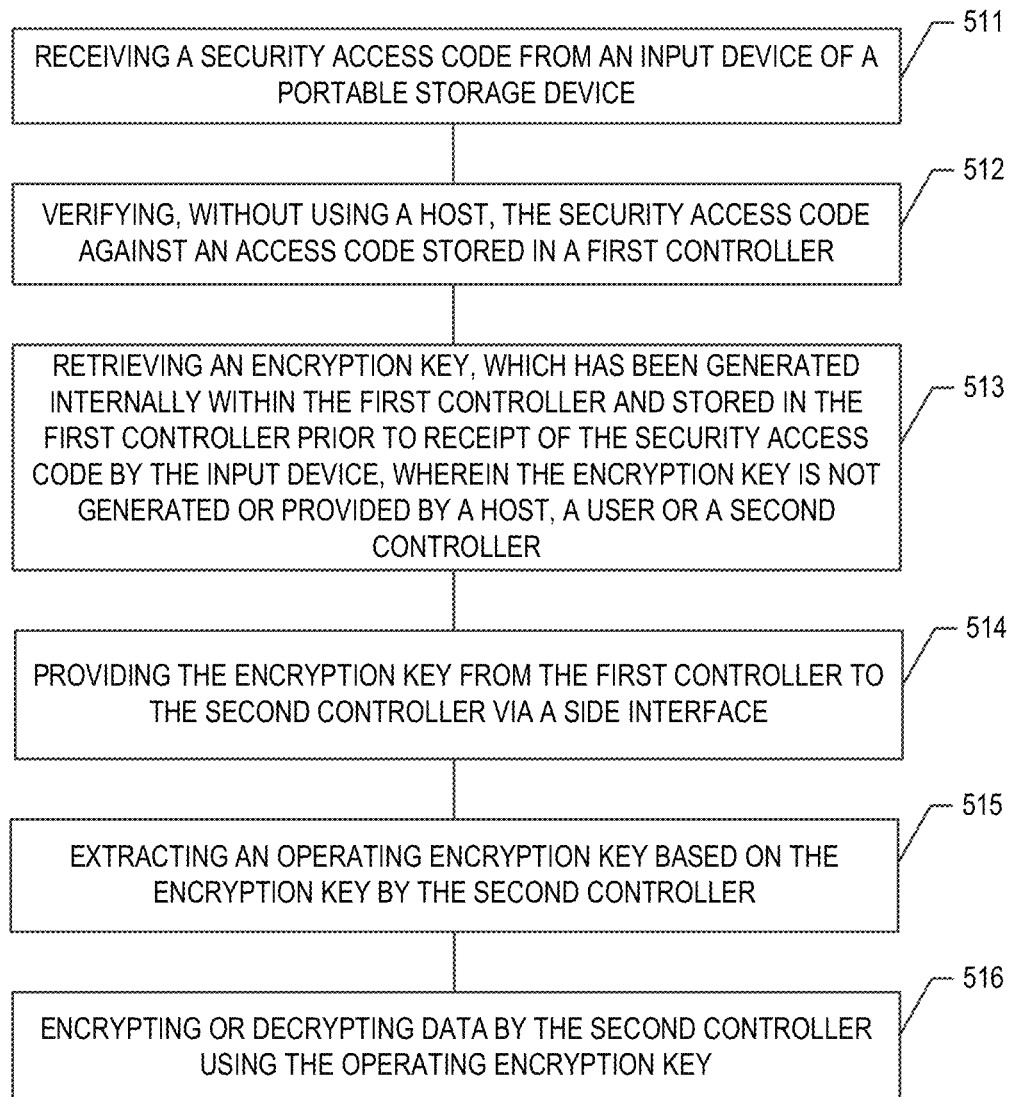 511
RECEIVING A SECURITY ACCESS CODE FROM AN INPUT DEVICE OF A
PORTABLE STORAGE DEVICE
512
VERIFYING, WITHOUT USING A HOST, THE SECURITY ACCESS CODE
AGAINST AN ACCESS CODE STORED IN A FIRST CONTROLLER
513
RETRIEVING AN ENCRYPTION KEY, WHICH HAS BEEN GENERATED
INTERNALLY WITHIN THE FIRST CONTROLLER AND STORED IN THE
FIRST CONTROLLER PRIOR TO RECEIPT OF THE SECURITY ACCESS
CODE BY THE INPUT DEVICE, WHEREIN THE ENCRYPTION KEY IS NOT
GENERATED OR PROVIDED BY A HOST, A USER OR A SECOND
CONTROLLER
514
PROVIDING THE ENCRYPTION KEY FROM THE FIRST CONTROLLER TO
THE SECOND CONTROLLER VIA A SIDE INTERFACE
515
EXTRACTING AN OPERATING ENCRYPTION KEY BASED ON THE
ENCRYPTION KEY BY THE SECOND CONTROLLER
516
ENCRYPTING OR DECRYPTING DATA BY THE SECOND CONTROLLER
USING THE OPERATING ENCRYPTION KEY